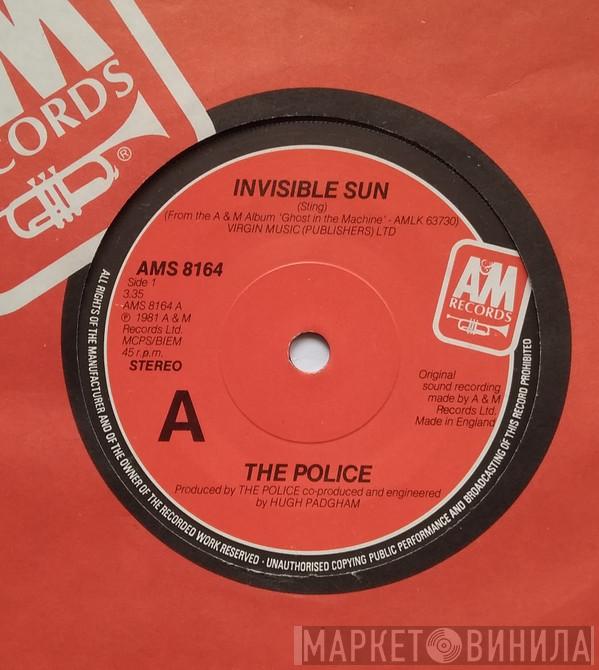 M
CORDS
®
INVISIBLE SUN
(Sting)
(From the A & M Album 'Ghost in the Machine' - AMLK 63730)
VIRGIN MUSIC (PUBLISHERS) LTD
AMS 8164
Side 1
3.35
AMS 8164 A
℗ 1981 A & M
Records Ltd.
MCPS/BIEM
45 r.p.m.
STEREO
A
A&M
RECORDS
Original
sound recording
made by A & M
Records Ltd.
Made in England
THE POLICE
Produced by THE POLICE co-produced and engineered
by HUGH PADGHAM
ALL RIGHTS OF THE MANUFACTURER AND OF THE OWNER OF THE RECORDED WORK RESERVED - UNAUTHORISED COPYING PUBLIC PERFORMANCE AND BROADCASTING OF THIS RECORD PROHIBITED
МАРКЕТ ВИНИЛА